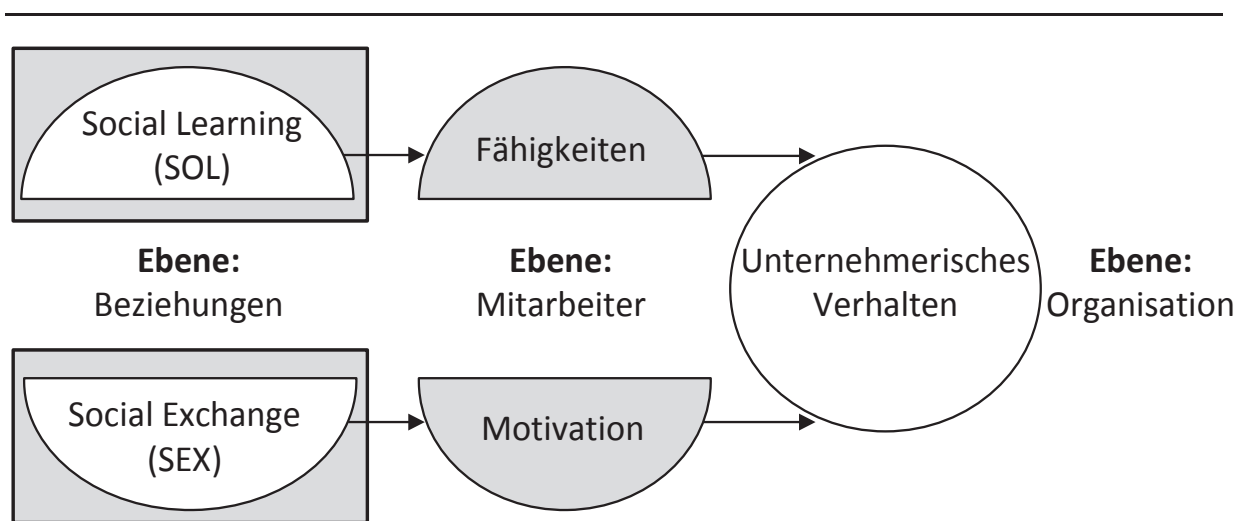 Social Learning
(SOL)
Fähigkeiten
Ebene:
Beziehungen
Ebene:
Mitarbeiter
Unternehmerisches
Verhalten
Ebene:
Organisation
Social Exchange
(SEX)
Motivation